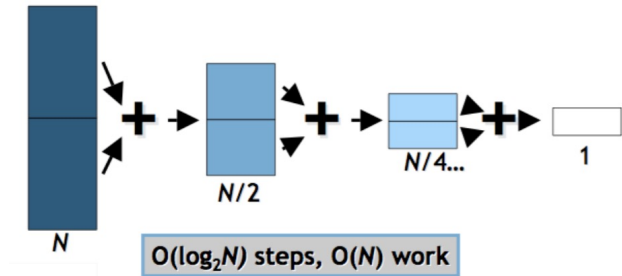 +
+
+
N
N/2
N/4...
1
O(log₂N) steps, O(N) work